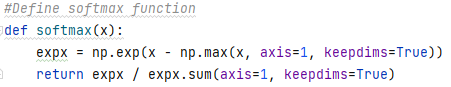 #Define softmax function
def softmax(x):
    expx = np.exp(x - np.max(x, axis=1, keepdims=True))
    return expx / expx.sum(axis=1, keepdims=True)